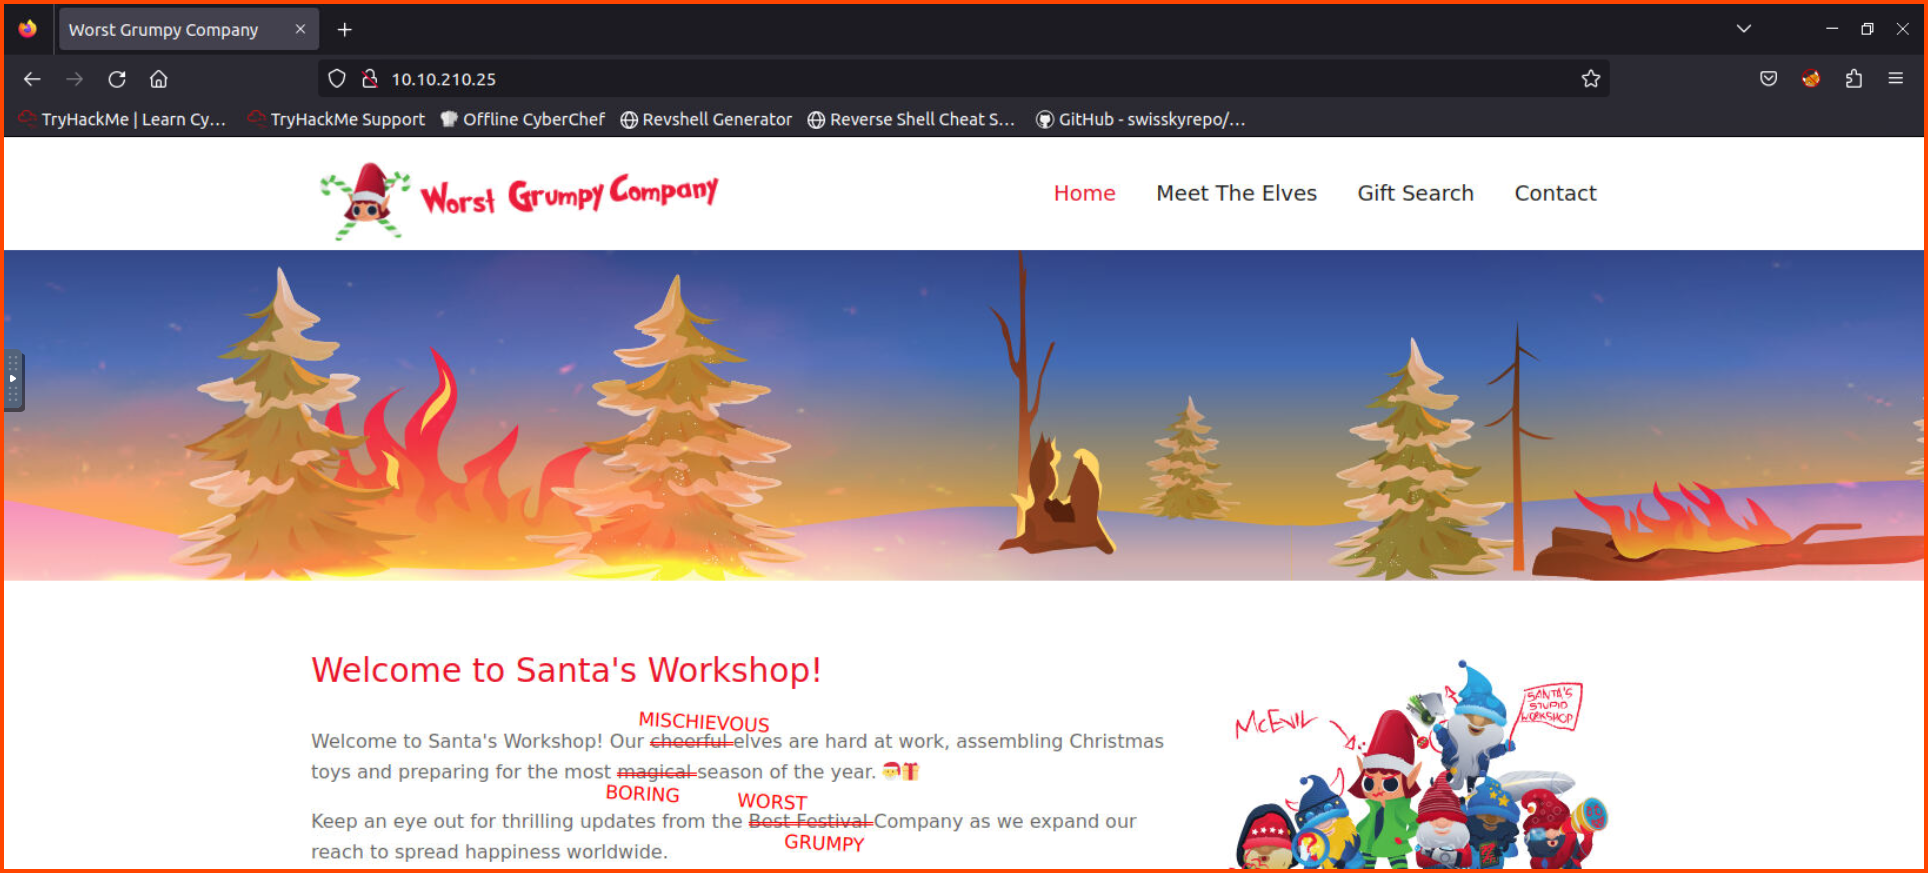 Worst Grumpy Company
10.10.210.25
TryHackMe | Learn Cy… TryHackMe Support Offline CyberChef Revshell Generator Reverse Shell Cheat S… GitHub - swisskyrepo/…
Worst Grumpy Company
Home Meet The Elves Gift Search Contact
Welcome to Santa's Workshop!
MISCHIEVOUS
Welcome to Santa's Workshop! Our cheerful elves are hard at work, assembling Christmas
toys and preparing for the most magical season of the year. 🎅🎁
BORING WORST
Keep an eye out for thrilling updates from the Best Festival Company as we expand our
GRUMPY
reach to spread happiness worldwide.
McEVIL
SANTA'S
STUPID
WORKSHOP